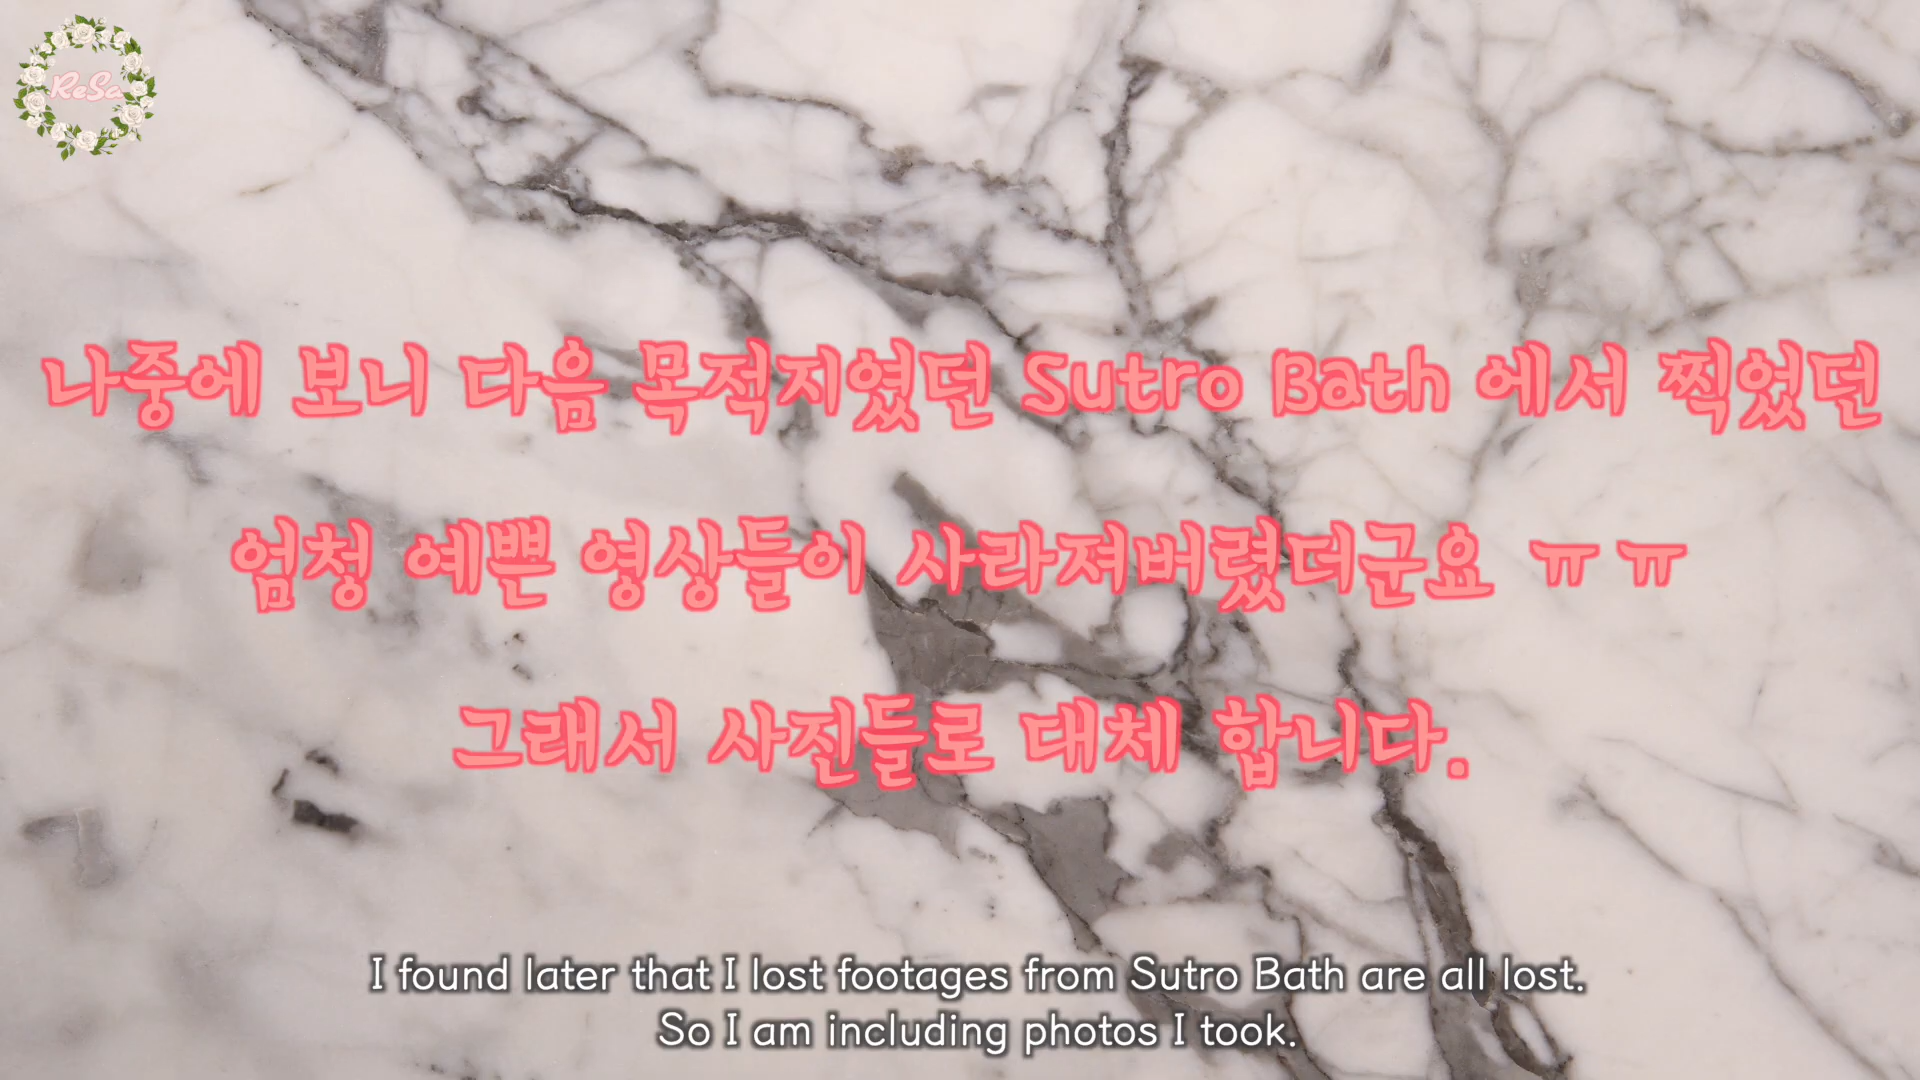 ReSa
나중에 보니 다음 목적지였던 Sutro Bath 에서 찍었던
엄청 예쁜 영상들이 사라져버렸더군요 ㅠㅠ
그래서 사진들로 대체 합니다.
I found later that I lost footages from Sutro Bath are all lost.
So I am including photos I took.